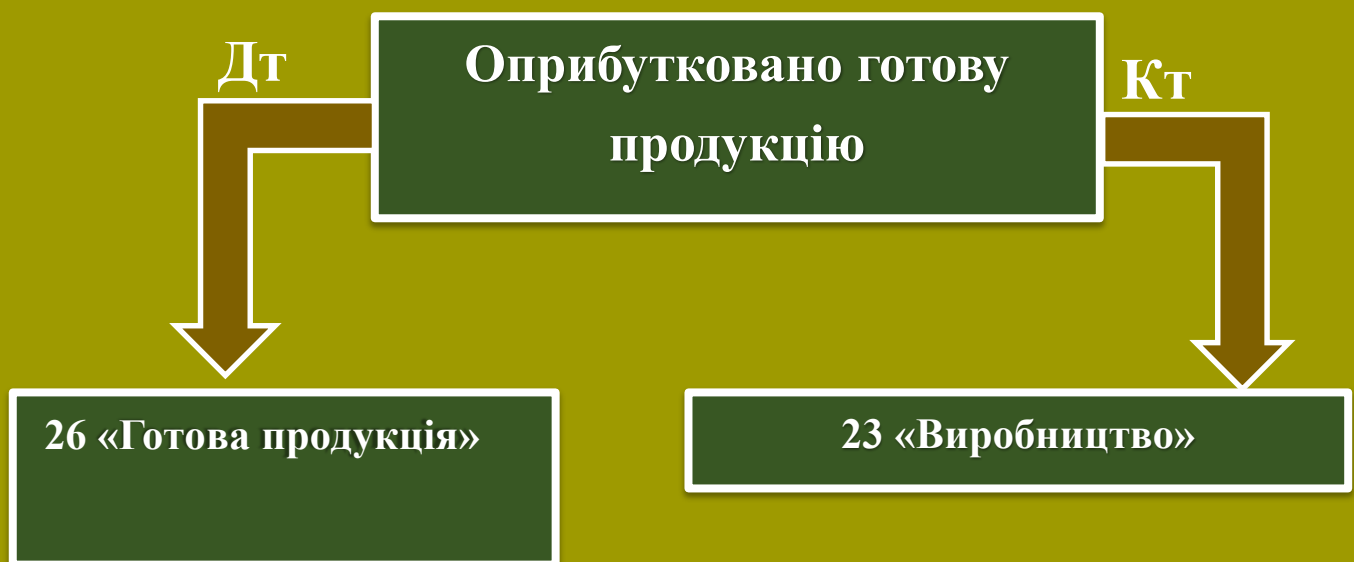 Дт
Оприбутковано готову
продукцію
Кт
26 «Готова продукція»
23 «Виробництво»